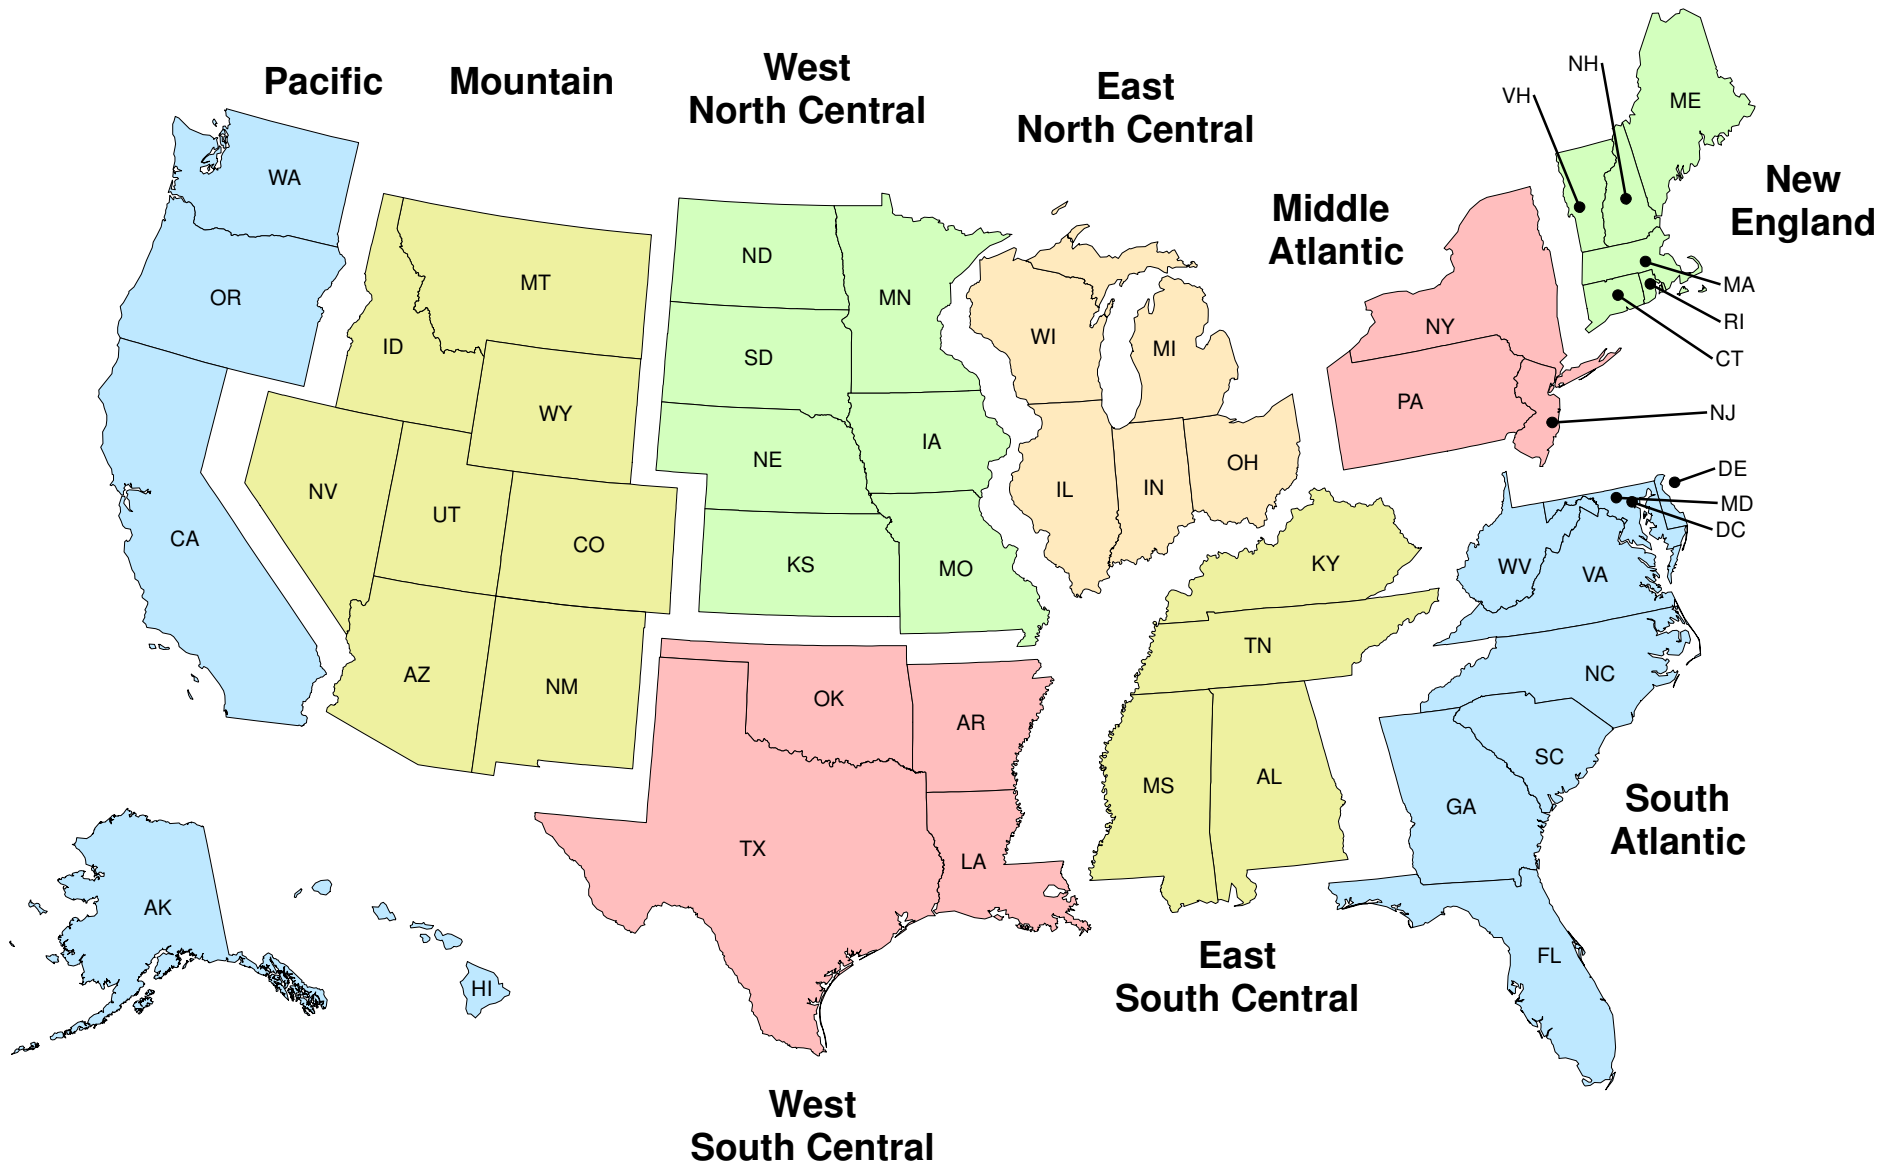 Pacific
Mountain
West
North Central
East
North Central
Middle
Atlantic
New
England
NH
VH
ME
WA
OR
CA
MT
ID
WY
NV
UT
CO
AZ
NM
ND
MN
SD
IA
NE
KS
MO
WI
MI
IL
IN
OH
NY
PA
MA
RI
CT
NJ
DE
MD
DC
WV
VA
KY
TN
NC
SC
GA
FL
MS
AL
OK
AR
TX
LA
AK
HI
South
Atlantic
East
South Central
West
South Central